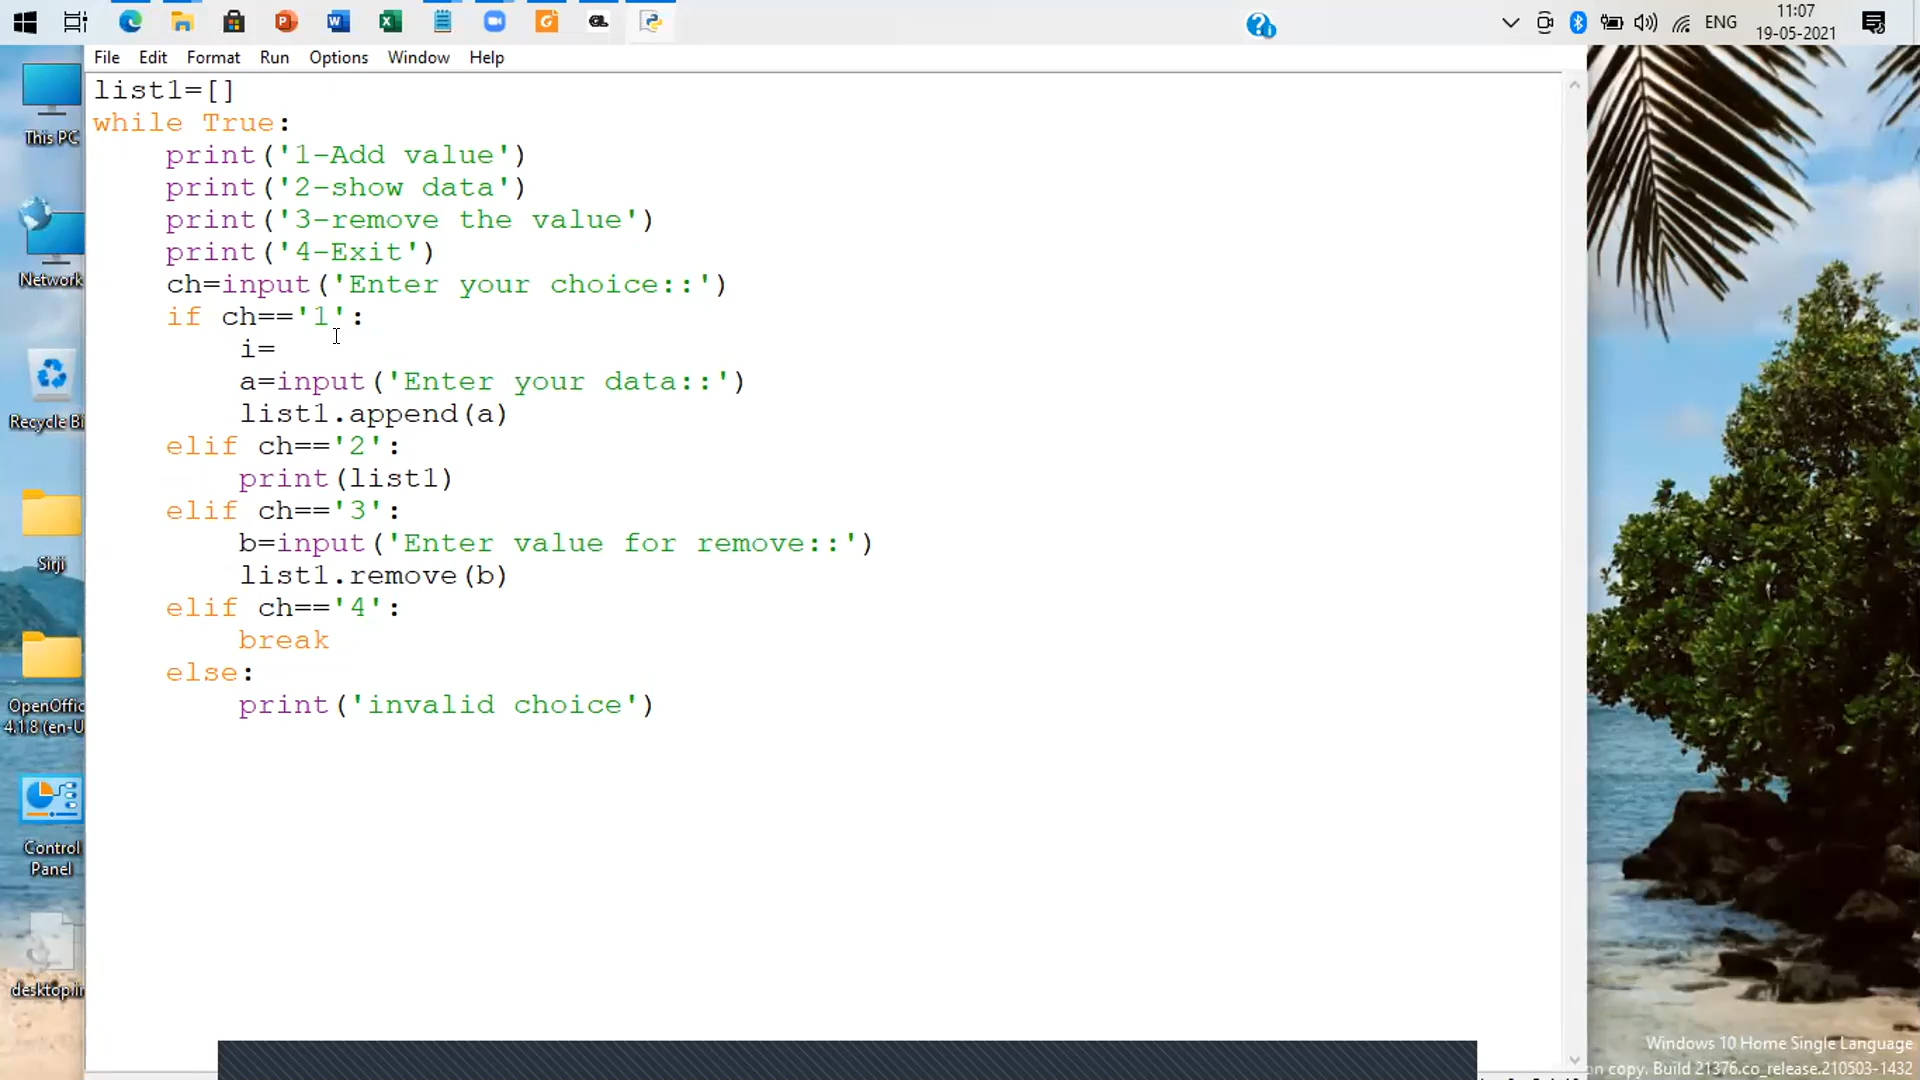 ENG
11:07
19-05-2021
File Edit Format Run Options Window Help
list1=[]
while True:
print('1-Add value')
print('2-show data')
print('3-remove the value')
print('4-Exit')
ch=input('Enter your choice::')
if ch=='1':
i=
a=input('Enter your data::')
list1.append(a)
elif ch=='2':
print(list1)
elif ch=='3':
b=input('Enter value for remove::')
list1.remove(b)
elif ch=='4':
break
else:
print('invalid choice')
This PC
Network
Recycle Bi
Sirji
OpenOffic
4.1.8 (en-U
Control
Panel
desktop.in
Windows 10 Home Single Language
on copy. Build 21376.co_release.210503-1432